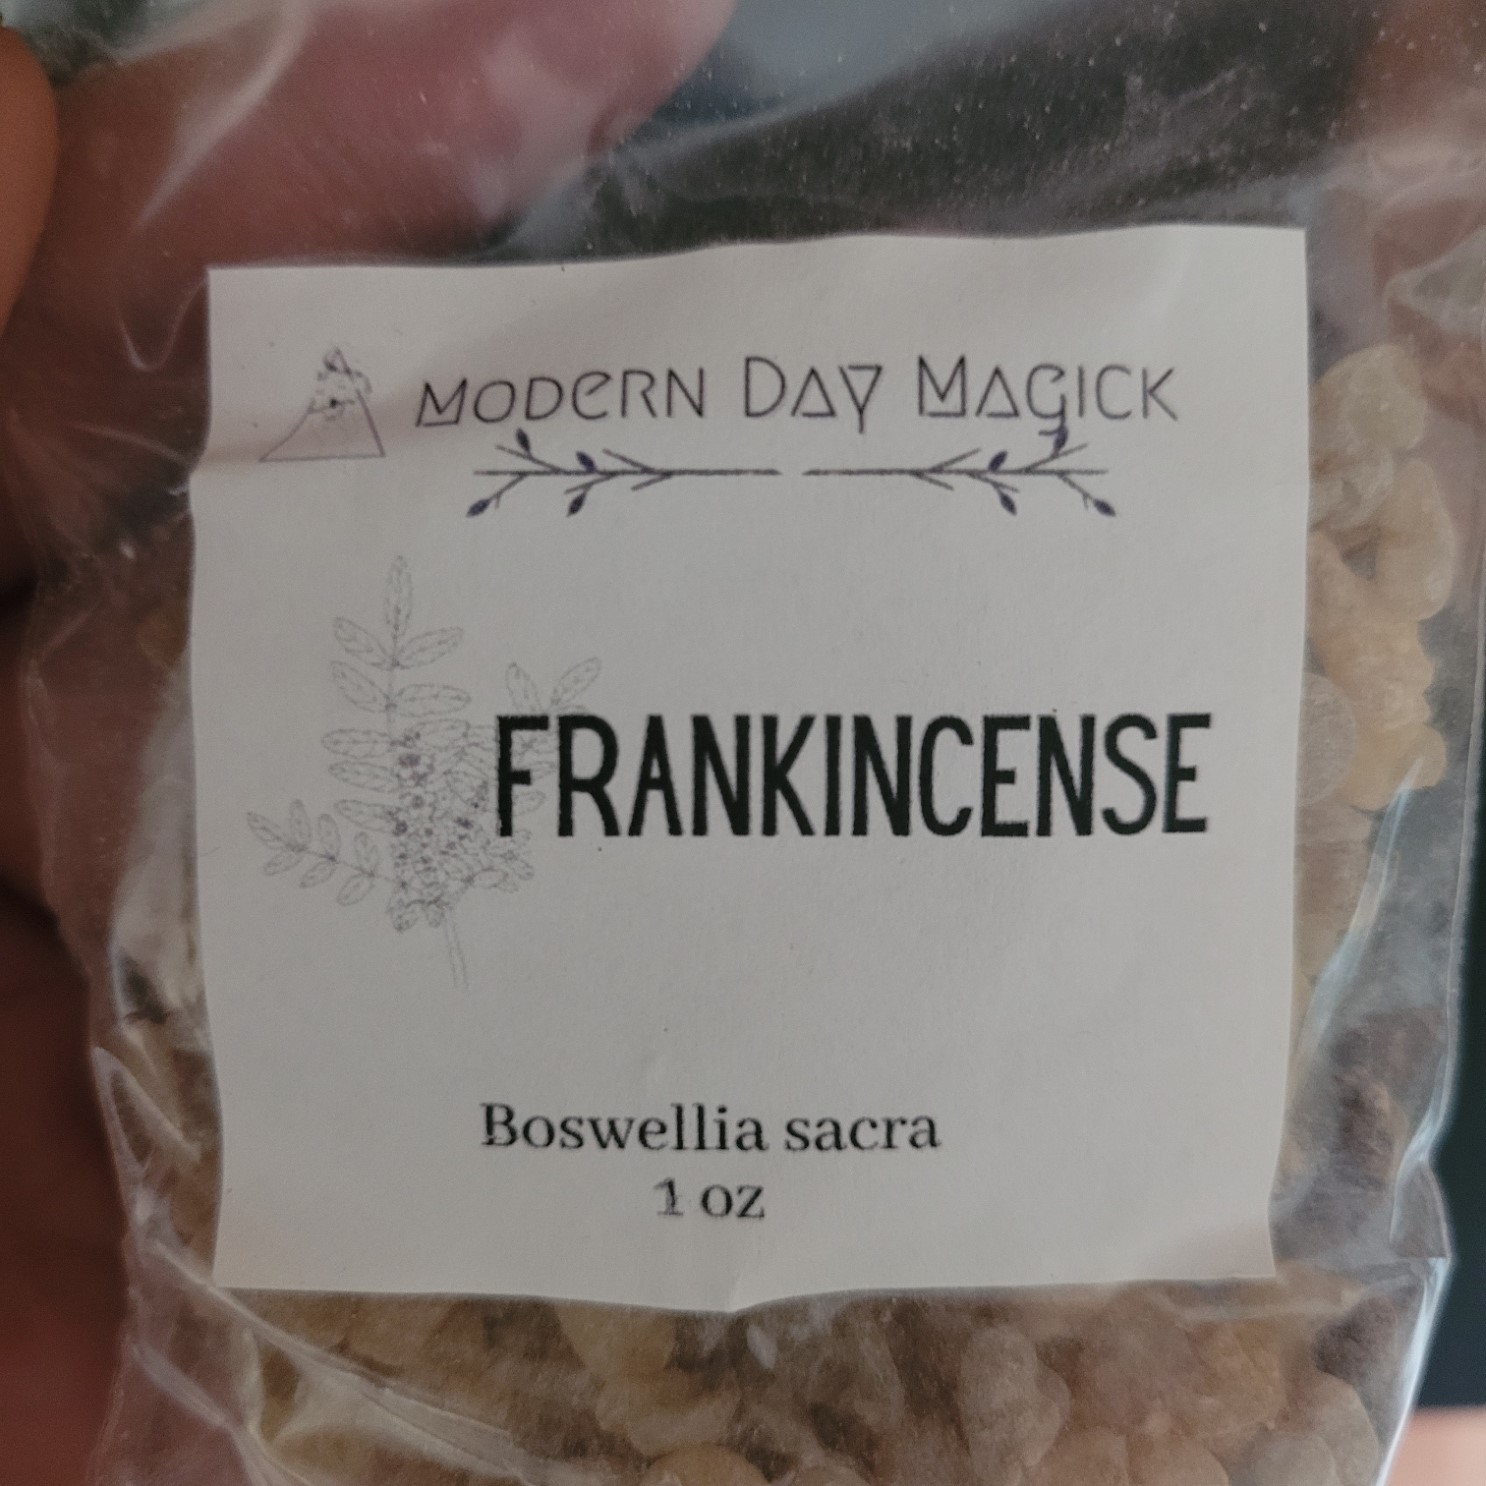 MODERN DAY MAGICK
FRANKINCENSE
Boswellia sacra
1 oz